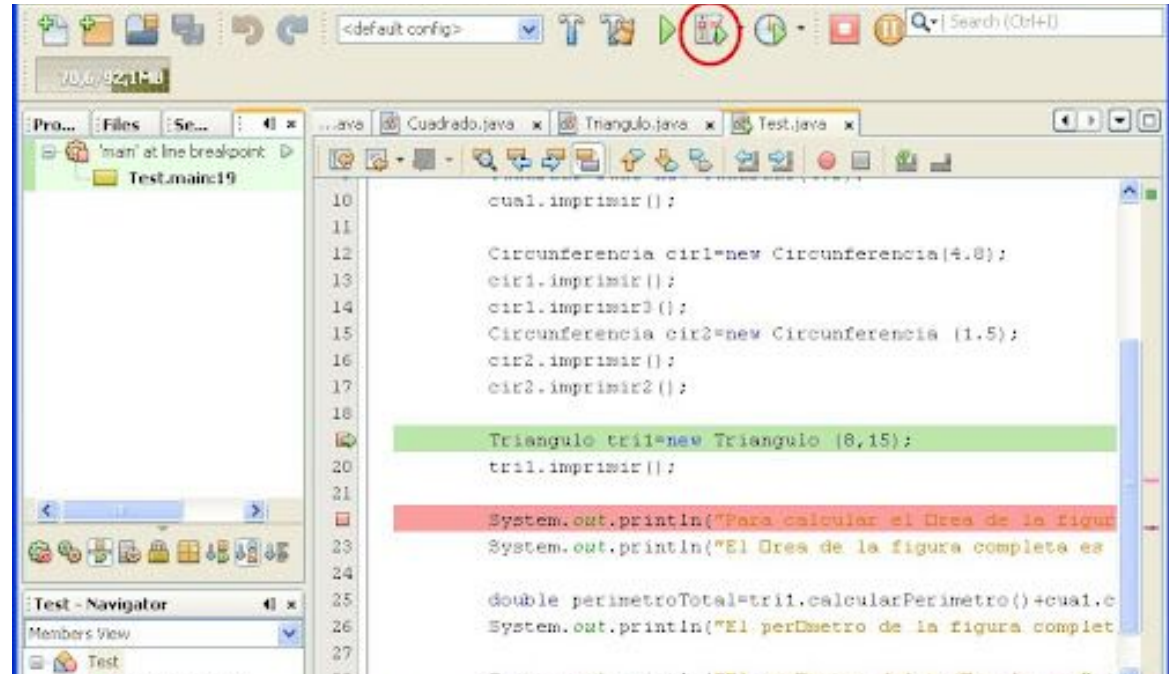 <default config>
Search (Ctrl+I)
70,6/92,1MB
Pro... Files Se...
...ava Cuadrado.java Triangulo.java Test.java
'main' at line breakpoint
Test.main:19
10 cua1.imprimir();
11
12 Circunferencia cir1=new Circunferencia(4.8);
13 cir1.imprimir();
14 cir1.imprimir3();
15 Circunferencia cir2=new Circunferencia (1.5);
16 cir2.imprimir();
17 cir2.imprimir2();
18
Triangulo tri1=new Triangulo (8,15);
20 tri1.imprimir();
21
System.out.println("Para calcular el □rea de la figur
23 System.out.println("El □rea de la figura completa es
24
25 double perimetroTotal=tri1.calcularPerimetro()+cua1.c
26 System.out.println("El per□metro de la figura complet
27
Test - Navigator
Members View
Test